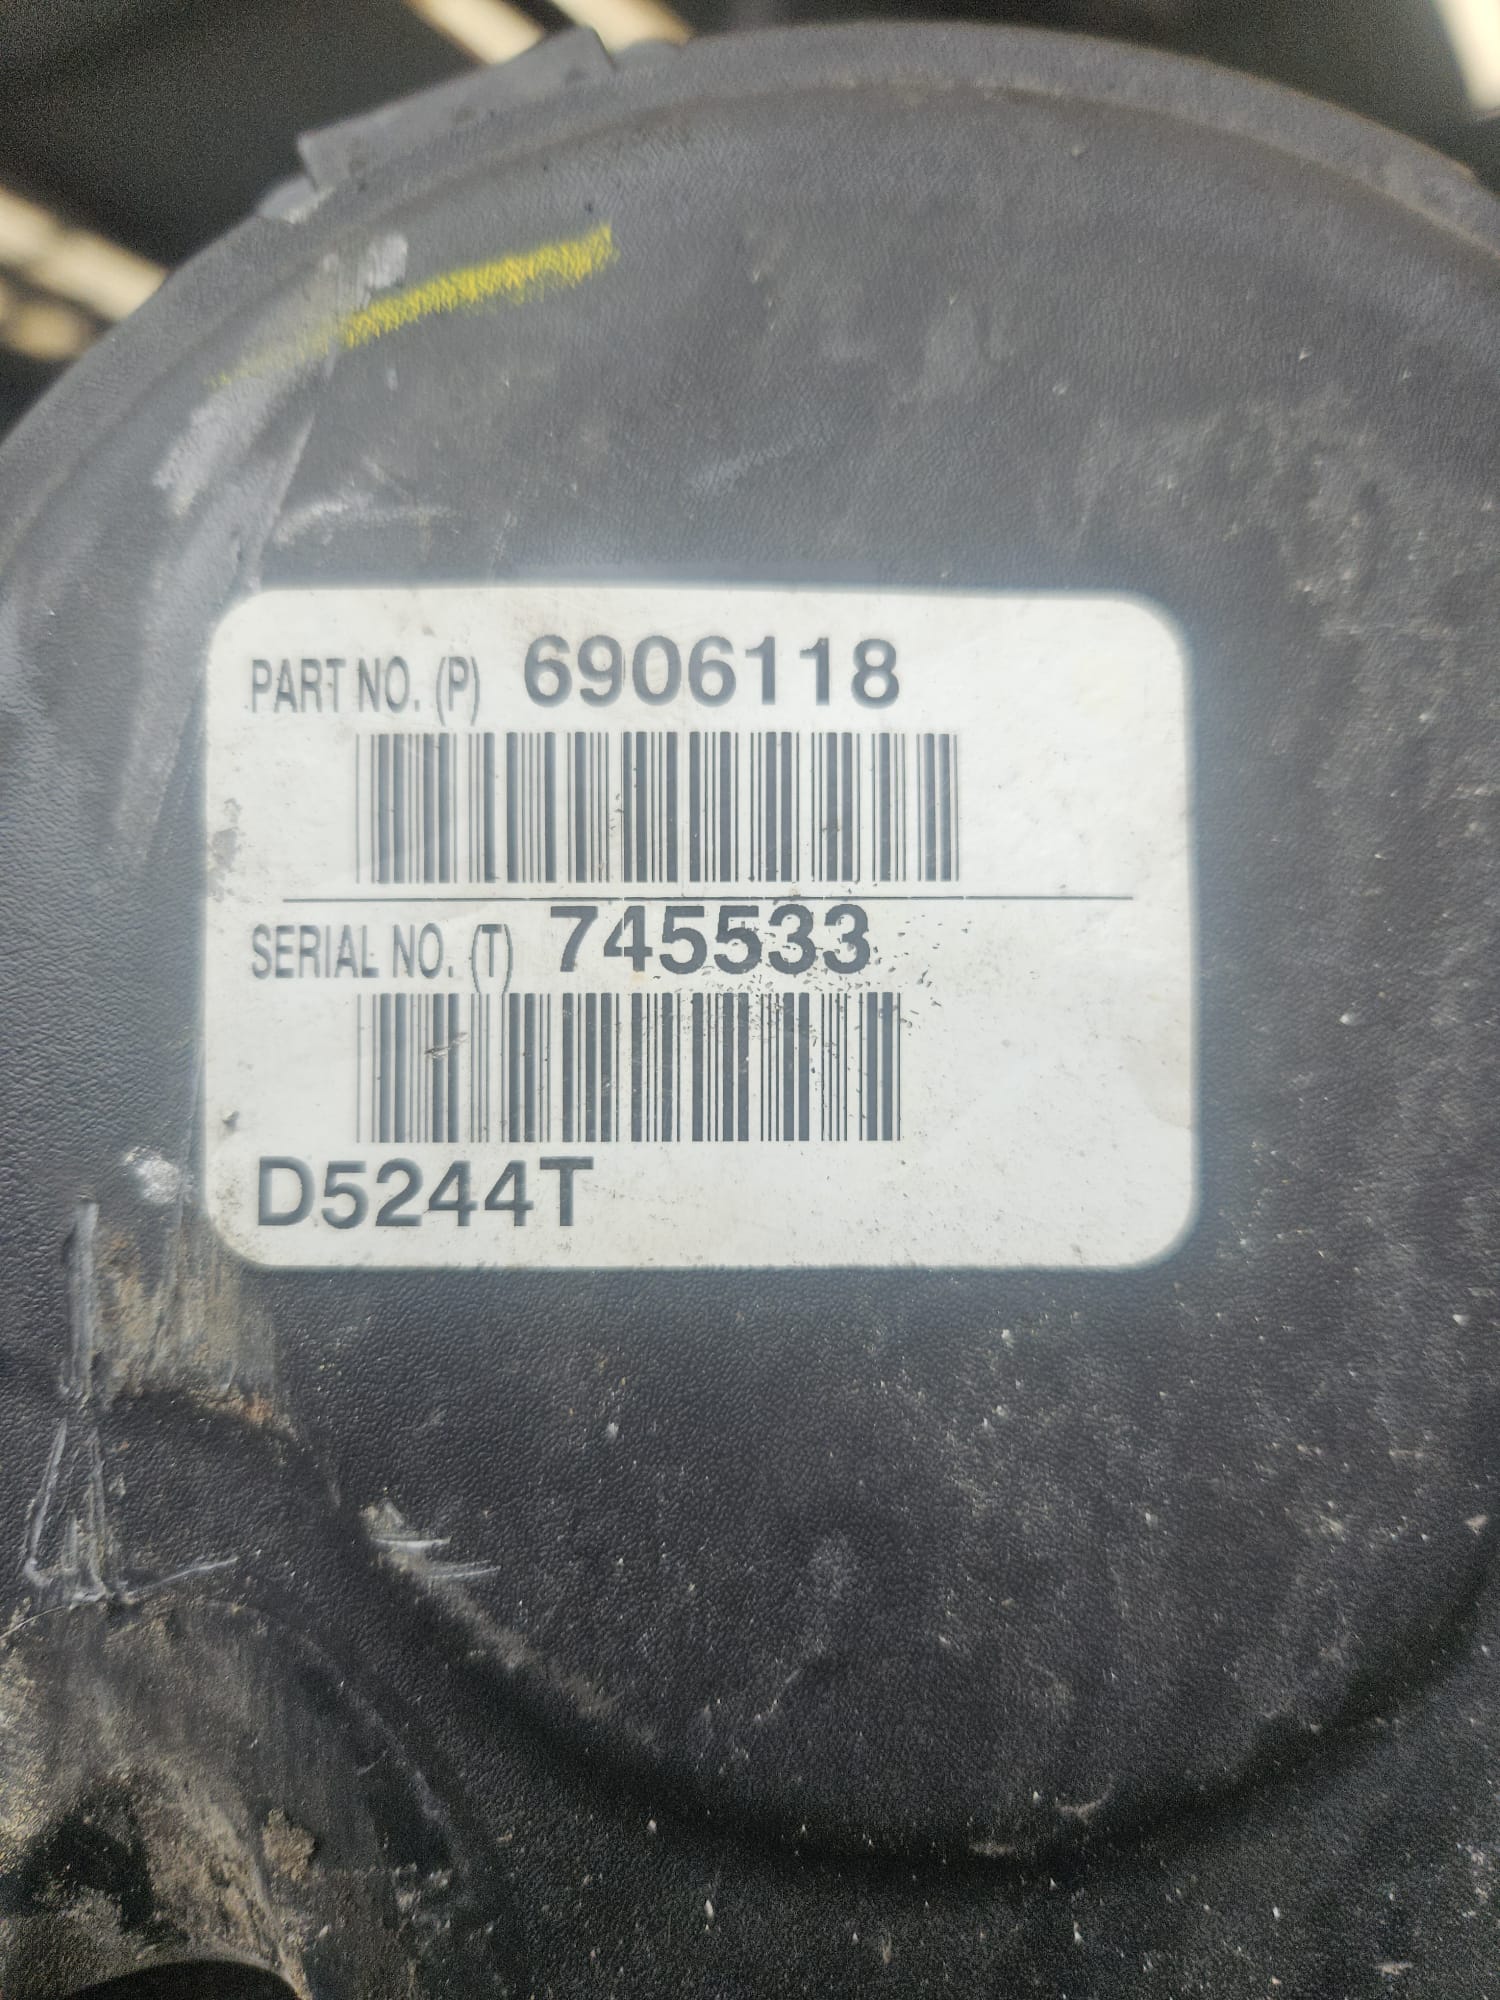 PART NO. (P) 6906118
SERIAL NO. (T) 745533
D5244T